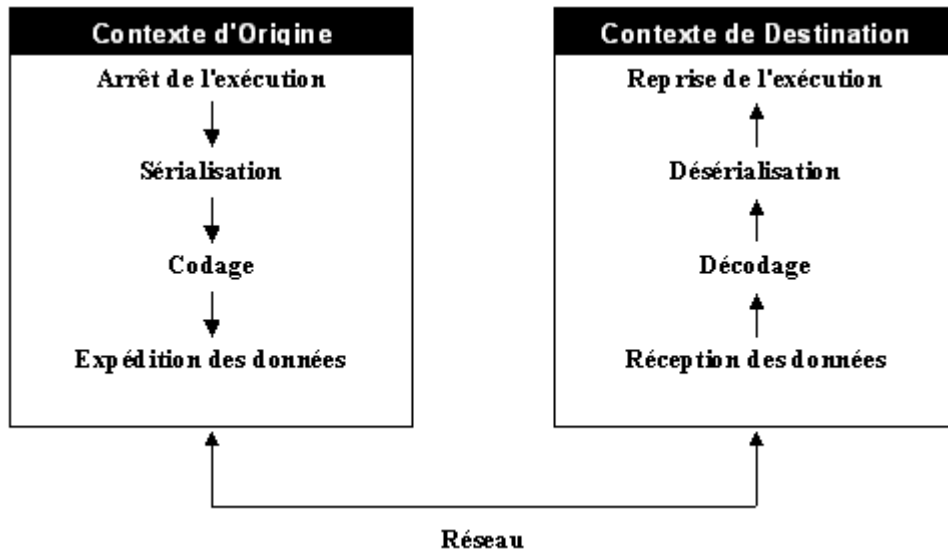 Contexte d'Origine
Arrêt de l'exécution
Sérialisation
Codage
Expédition des données
Contexte de Destination
Reprise de l'exécution
Désérialisation
Décodage
Réception des données
Réseau